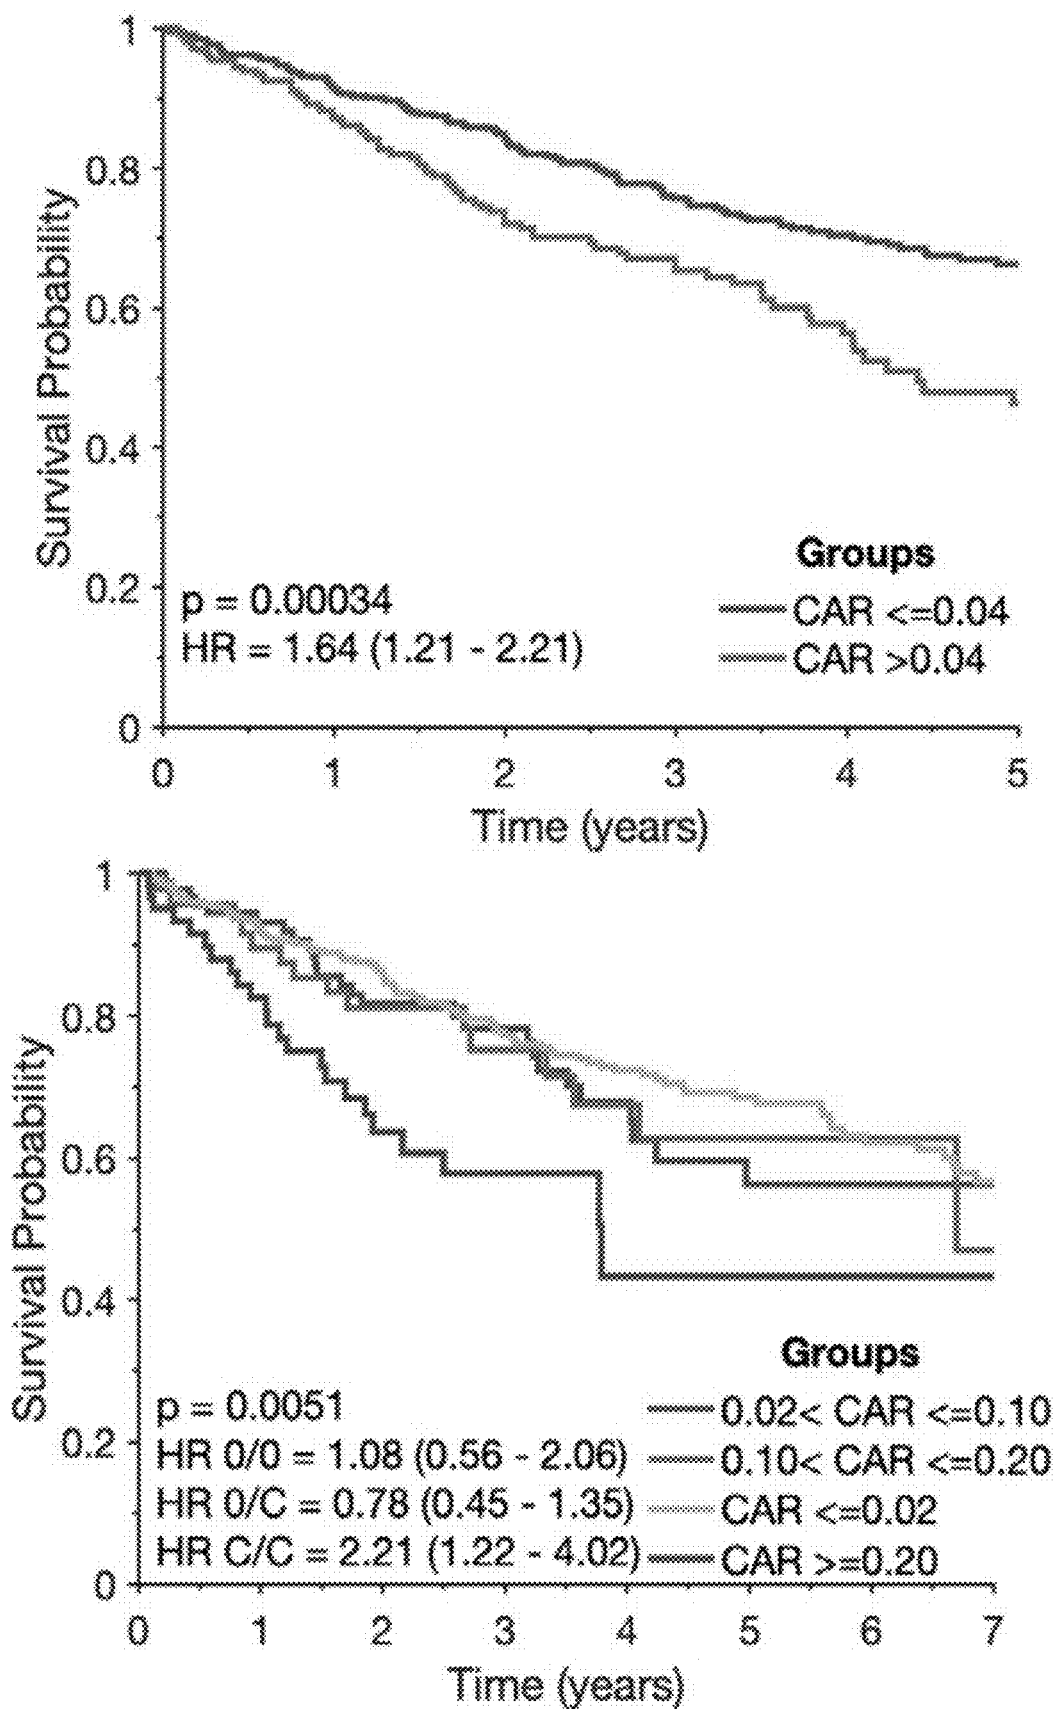 1
0.8
0.6
0.4
0.2
0
Survival Probability
p = 0.00034
HR = 1.64 (1.21 - 2.21)
Groups
CAR <=0.04
CAR >0.04
0 1 2 3 4 5
Time (years)
1
0.8
0.6
0.4
0.2
0
Survival Probability
p = 0.0051
HR 0/0 = 1.08 (0.56 - 2.06)
HR 0/C = 0.78 (0.45 - 1.35)
HR C/C = 2.21 (1.22 - 4.02)
Groups
0.02< CAR <=0.10
0.10< CAR <=0.20
CAR <=0.02
CAR >=0.20
0 1 2 3 4 5 6 7
Time (years)